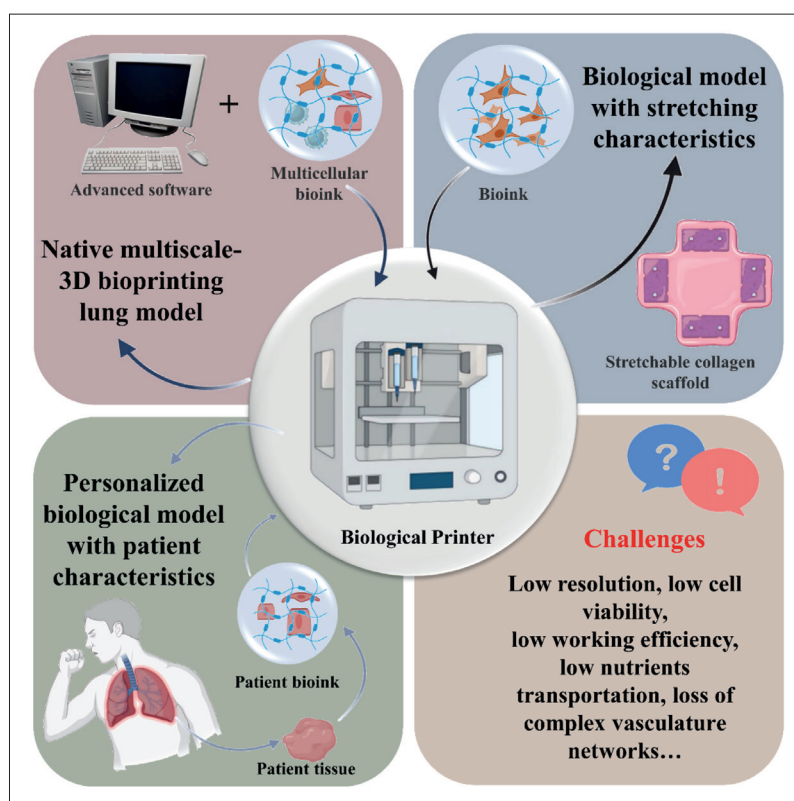 +
Advanced software
Multicellular
bioink
Native multiscale-
3D bioprinting
lung model
Bioink
Biological model
with stretching
characteristics
Stretchable collagen
scaffold
Biological Printer
Personalized
biological model
with patient
characteristics
Patient bioink
Patient tissue
?
!
Challenges
Low resolution, low cell
viability,
low working efficiency,
low nutrients
transportation, loss of
complex vasculature
networks…